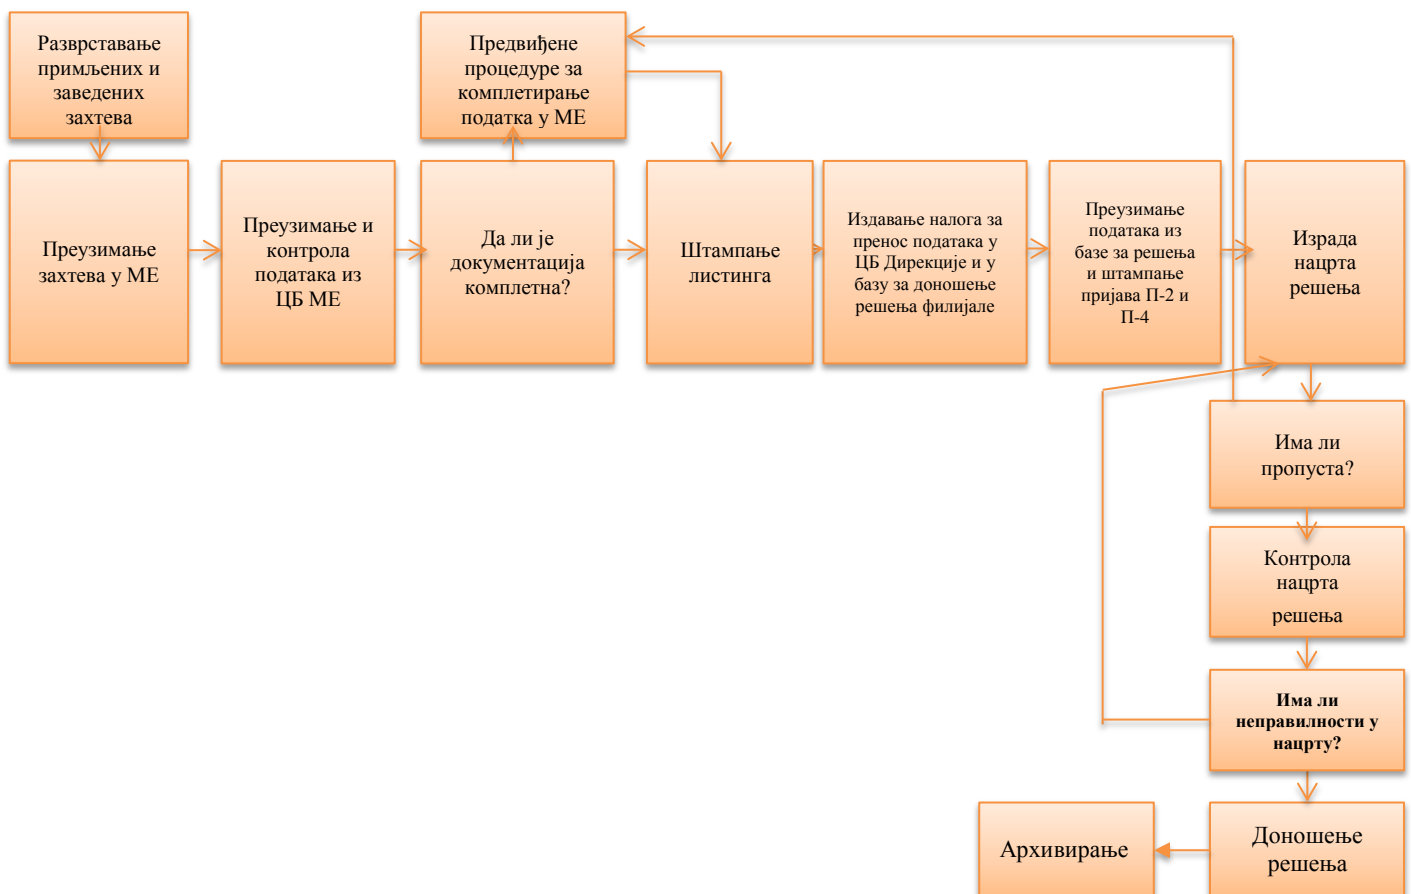 Разврставање
примљених и
заведених
захтева
Предвиђене
процедуре за
комплетирање
податка у МЕ
Преузимање
захтева у МЕ
Преузимање и
контрола
података из
ЦБ МЕ
Да ли је
документација
комплетна?
Штампање
листинга
Издавање налога за
пренос података у
ЦБ Дирекције и у
базу за доношење
решења филијале
Преузимање
података из
базе за решења
и штампање
пријава П-2 и
П-4
Израда
нацрта
решења
Има ли
пропуста?
Контрола
нацрта
решења
Има ли
неправилности у
нацрту?
Архивирање
Доношење
решења